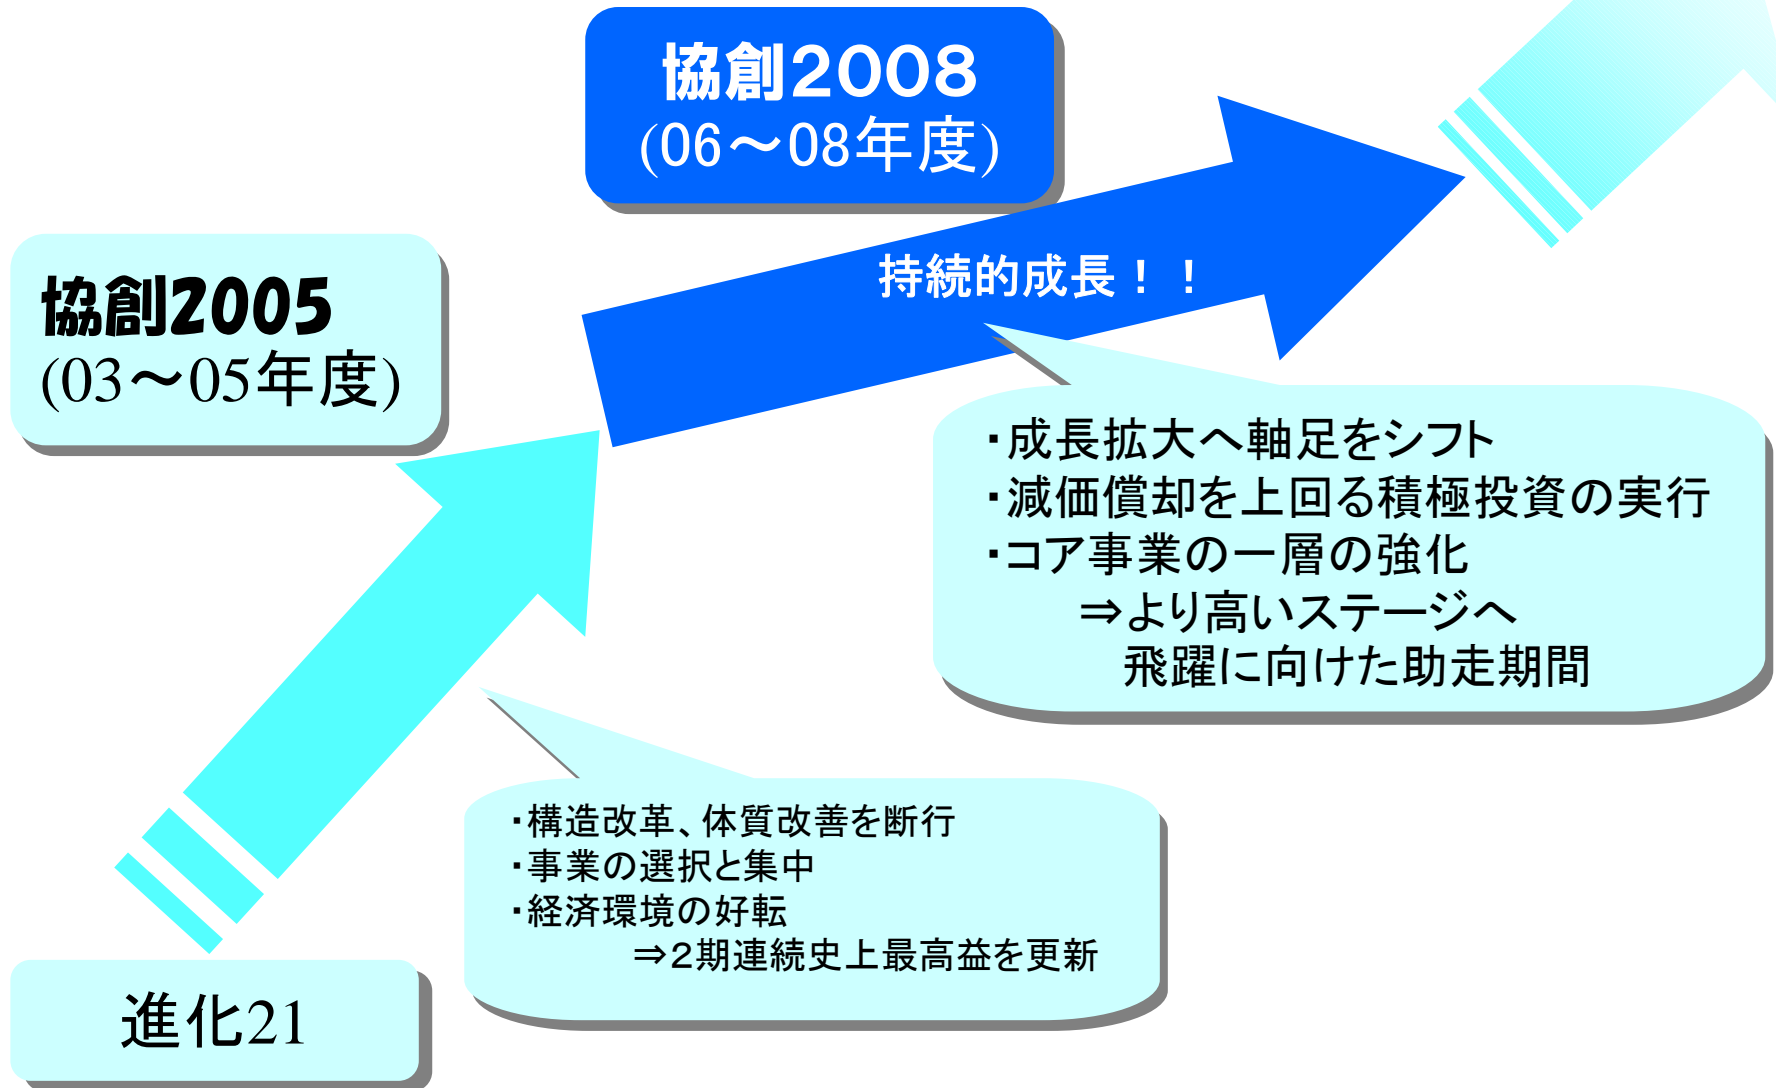 協創２００８
(06～08年度)
持続的成長！！
協創2005
(03～05年度)
・成長拡大へ軸足をシフト
・減価償却を上回る積極投資の実行
・コア事業の一層の強化
⇒より高いステージへ
飛躍に向けた助走期間
・構造改革、体質改善を断行
・事業の選択と集中
・経済環境の好転
⇒２期連続史上最高益を更新
進化21